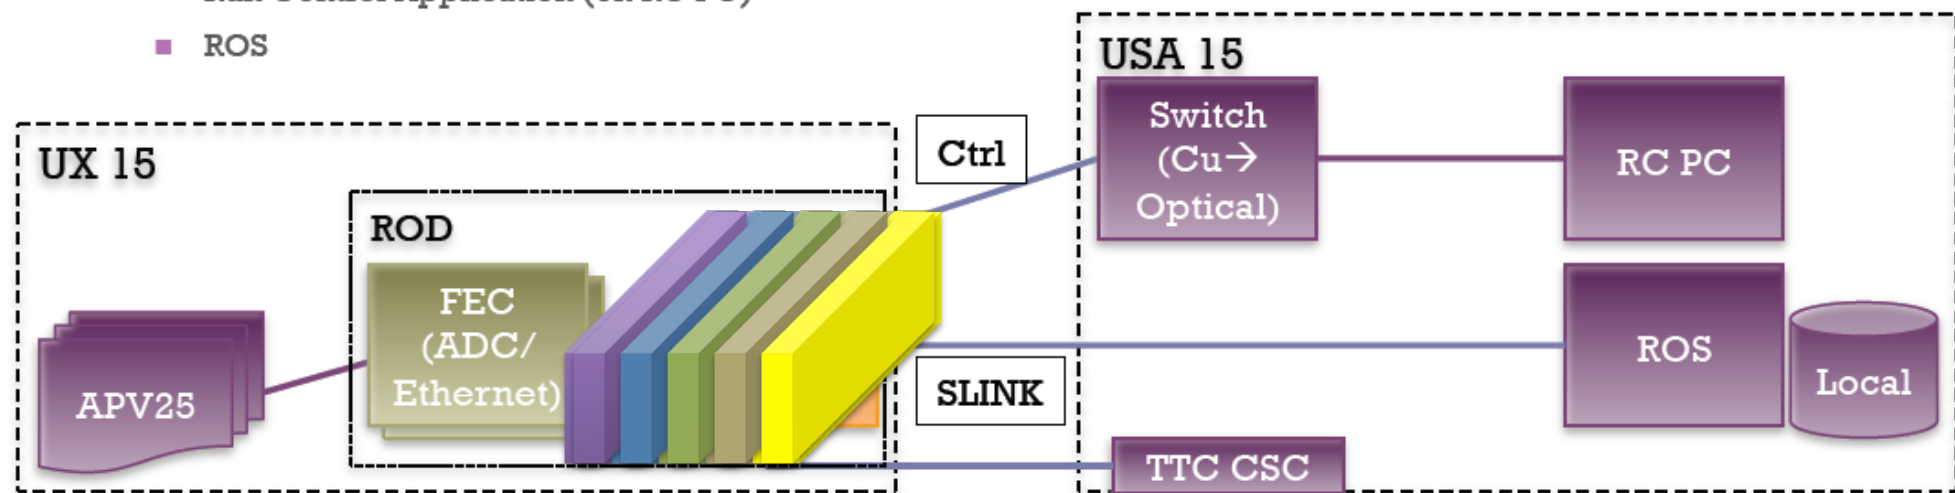 ROS
USA 15
Switch
(Cu→
Optical)
RC PC
Ctrl
UX 15
ROD
FEC
(ADC/
Ethernet)
APV25
SLINK
ROS
Local
TTC CSC